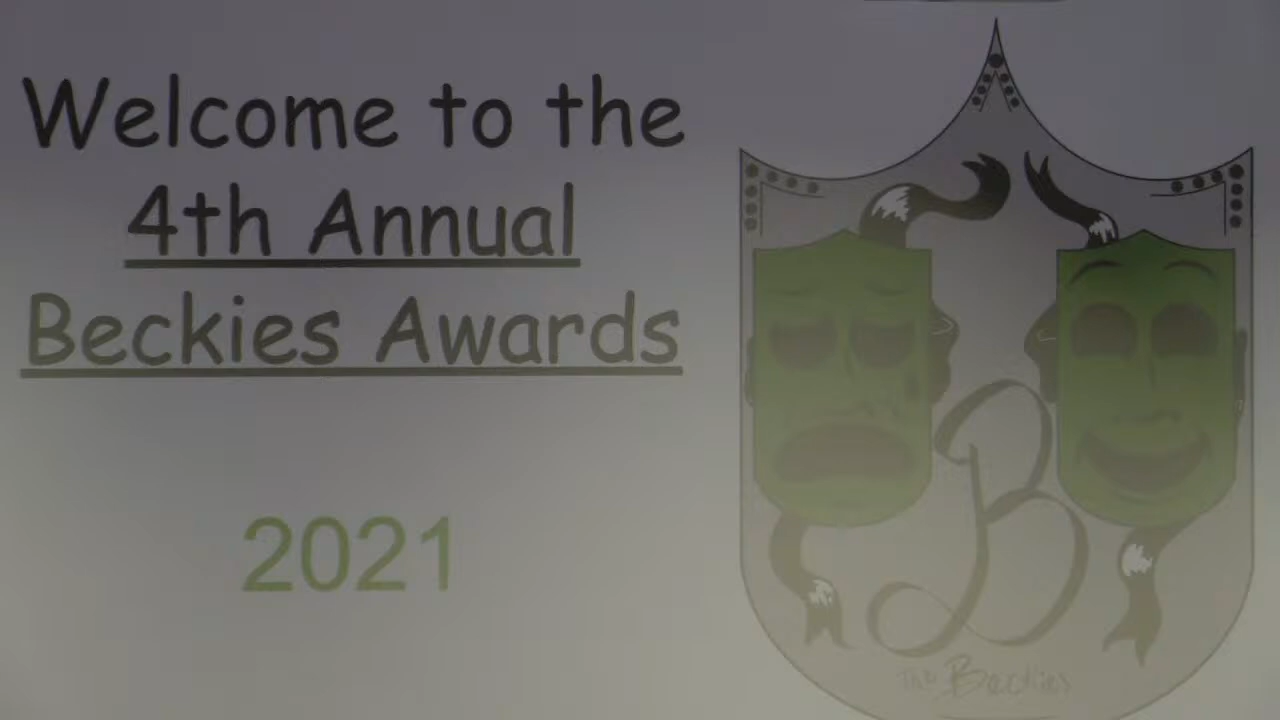 Welcome to the
4th Annual
Beckies Awards
2021
B
The Beckies